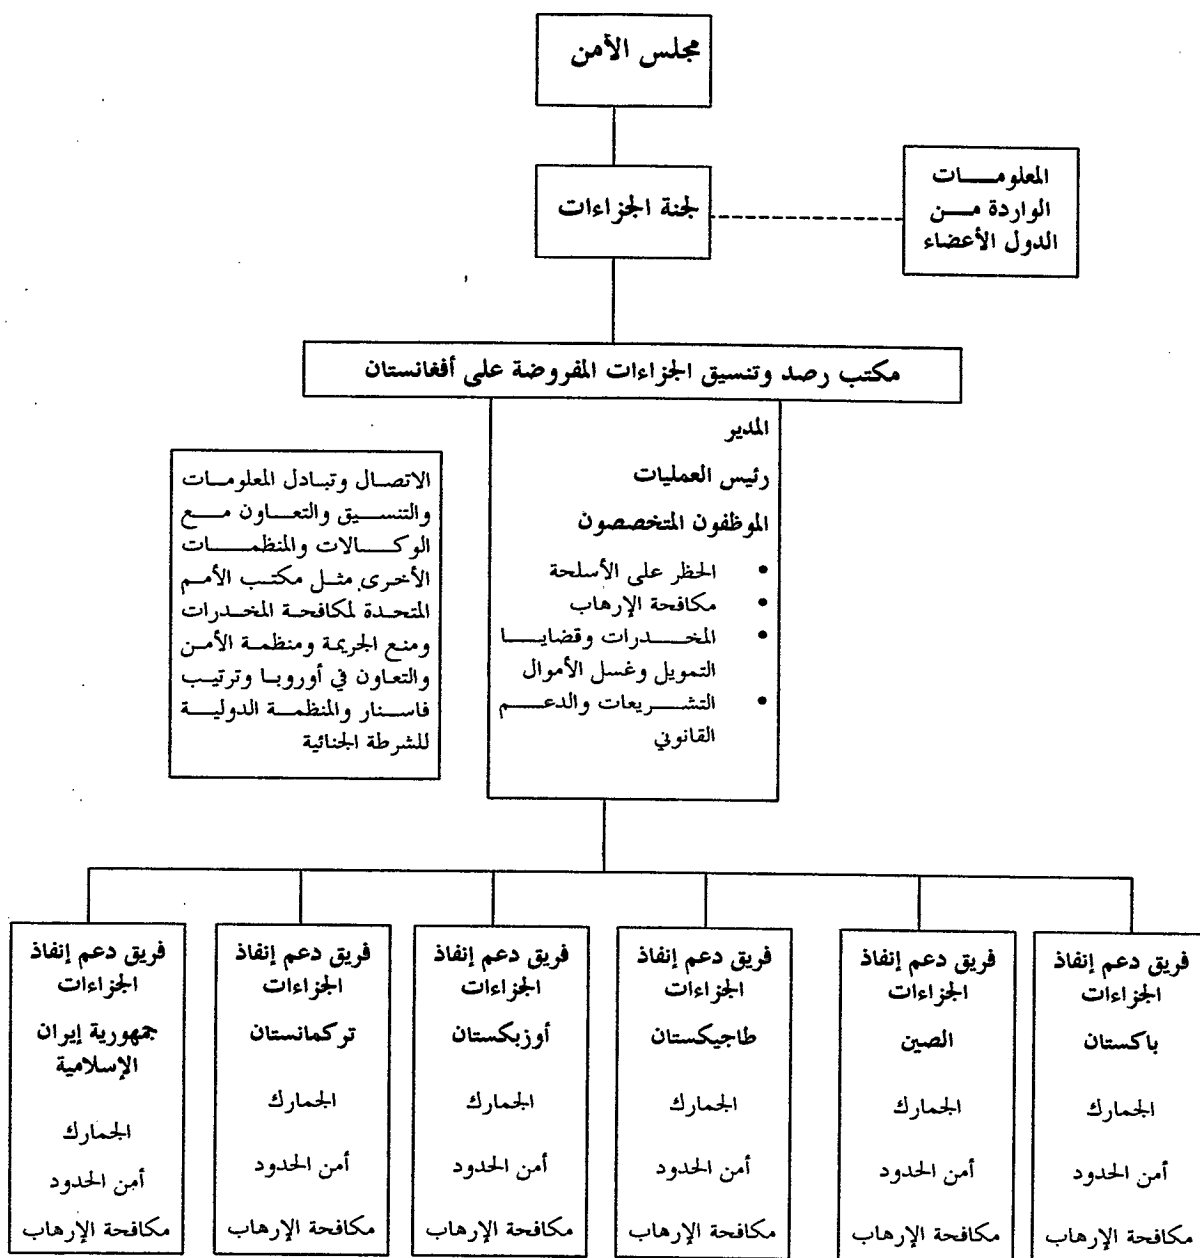 مجلس الأمن
لجنة الجزاءات
المعلومات
الواردة من
الدول الأعضاء
مكتب رصد وتنسيق الجزاءات المفروضة على أفغانستان
المدير
رئيس العمليات
الموظفون المتخصصون
• الحظر على الأسلحة
• مكافحة الإرهاب
• المخدرات وقضايا
التمويل وغسل الأموال
• التشريعات والدعم
القانوني
الاتصال وتبادل المعلومات
والتنسيق والتعاون مع
الوكالات والمنظمات
الأخرى مثل مكتب الأمم
المتحدة لمكافحة المخدرات
ومنع الجريمة ومنظمة الأمن
والتعاون في أوروبا وترتيب
فاسنار والمنظمة الدولية
للشرطة الجنائية
فريق دعم إنفاذ
الجزاءات
باكستان
الجمارك
أمن الحدود
مكافحة الإرهاب
فريق دعم إنفاذ
الجزاءات
الصين
الجمارك
أمن الحدود
مكافحة الإرهاب
فريق دعم إنفاذ
الجزاءات
طاجيكستان
الجمارك
أمن الحدود
مكافحة الإرهاب
فريق دعم إنفاذ
الجزاءات
أوزبكستان
الجمارك
أمن الحدود
مكافحة الإرهاب
فريق دعم إنفاذ
الجزاءات
تركمانستان
الجمارك
أمن الحدود
مكافحة الإرهاب
فريق دعم إنفاذ
الجزاءات
جمهورية إيران
الإسلامية
الجمارك
أمن الحدود
مكافحة الإرهاب